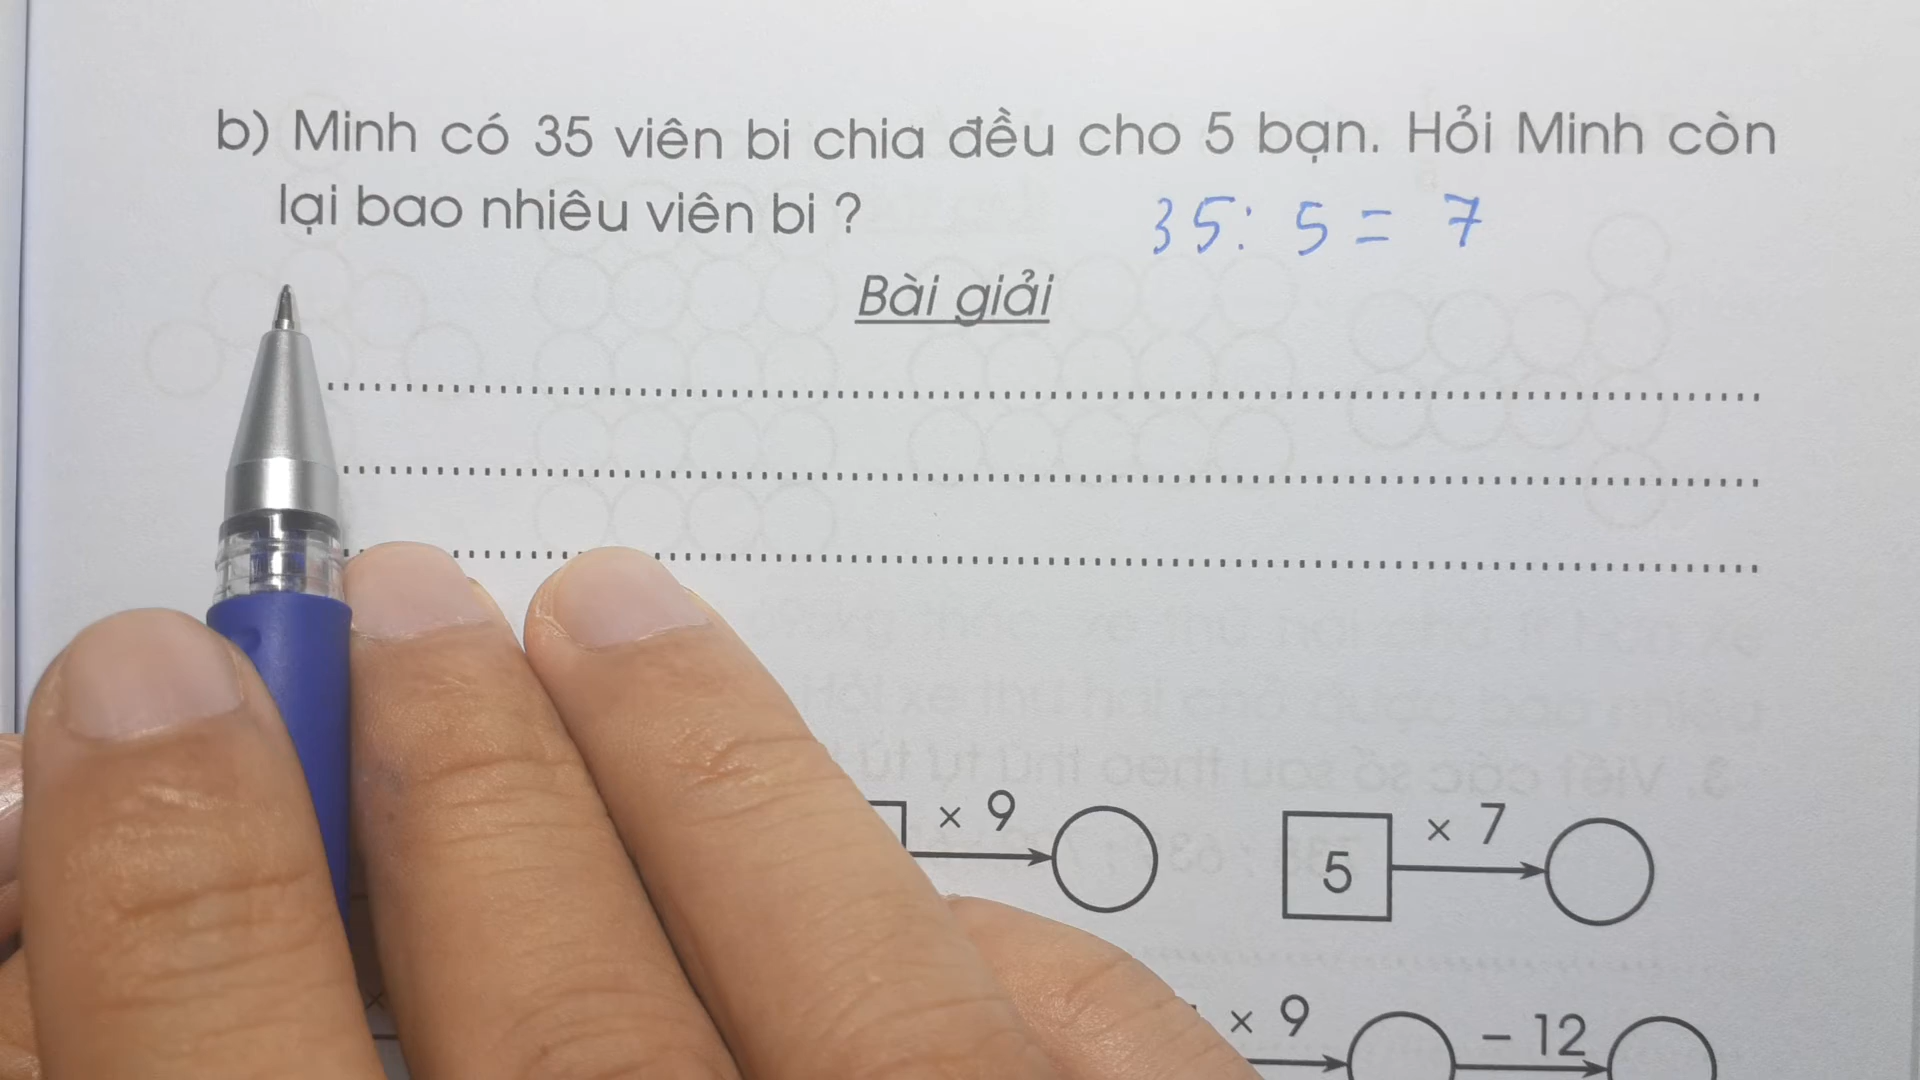 b) Minh có 35 viên bi chia đều cho 5 bạn. Hỏi Minh còn
lại bao nhiêu viên bi ?
35: 5 = 7
Bài giải
× 9
5 × 7
× 9 – 12